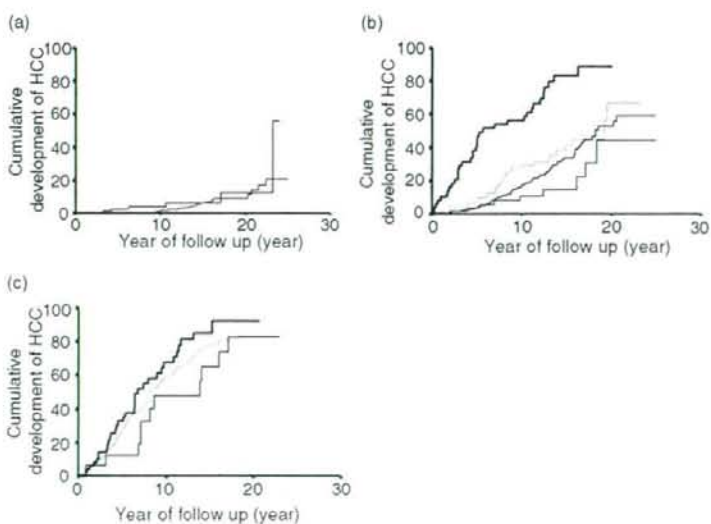 (a)
Cumulative
development of HCC
100
80
60
40
20
0
0 10 20 30
Year of follow up (year)
(b)
Cumulative
development of HCC
100
80
60
40
20
0
0 10 20 30
Year of follow up (year)
(c)
Cumulative
development of HCC
100
80
60
40
20
0
0 10 20 30
Year of follow up (year)